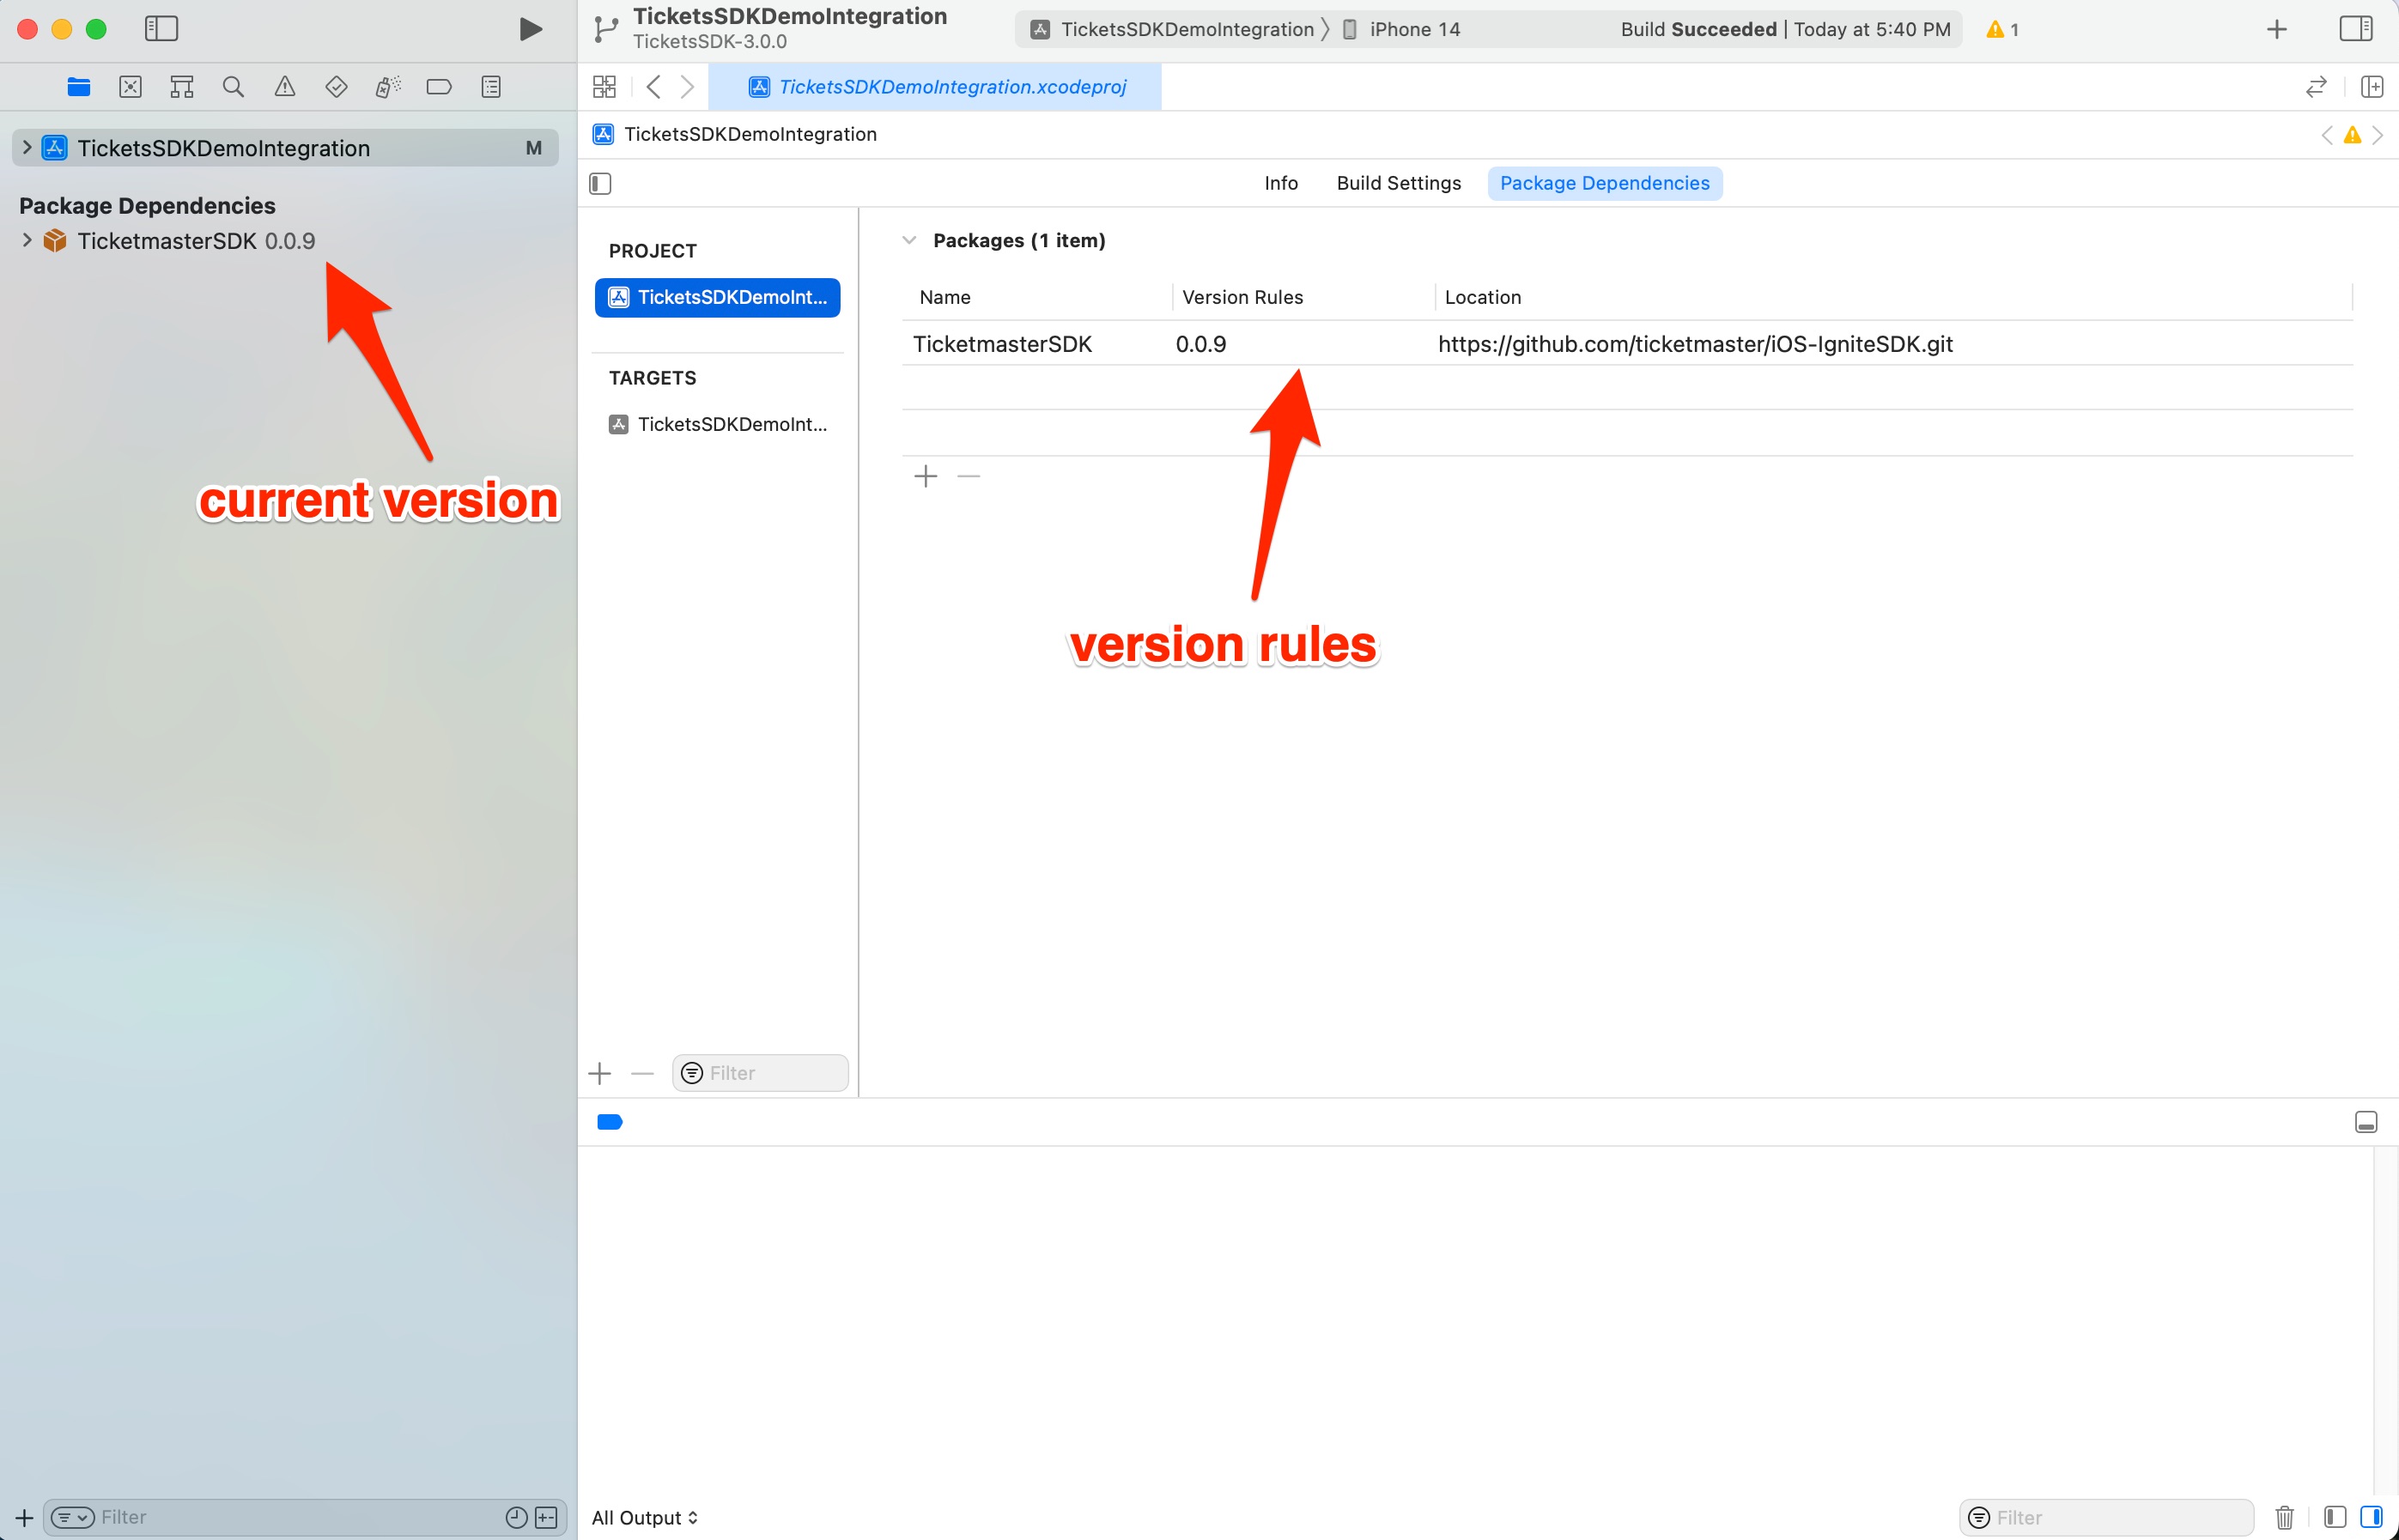 TicketsSDKDemoIntegration
TicketsSDK-3.0.0
TicketsSDKDemoIntegration
iPhone 14
Build Succeeded | Today at 5:40 PM
1
TicketsSDKDemoIntegration.xcodeproj
TicketsSDKDemoIntegration
M
TicketsSDKDemoIntegration
Package Dependencies
TicketmasterSDK 0.0.9
current version
Info
Build Settings
Package Dependencies
PROJECT
TicketsSDKDemoInt...
TARGETS
TicketsSDKDemoInt...
Packages (1 item)
Name
Version Rules
Location
TicketmasterSDK
0.0.9
https://github.com/ticketmaster/iOS-IgniteSDK.git
version rules
Filter
Filter
All Output
Filter